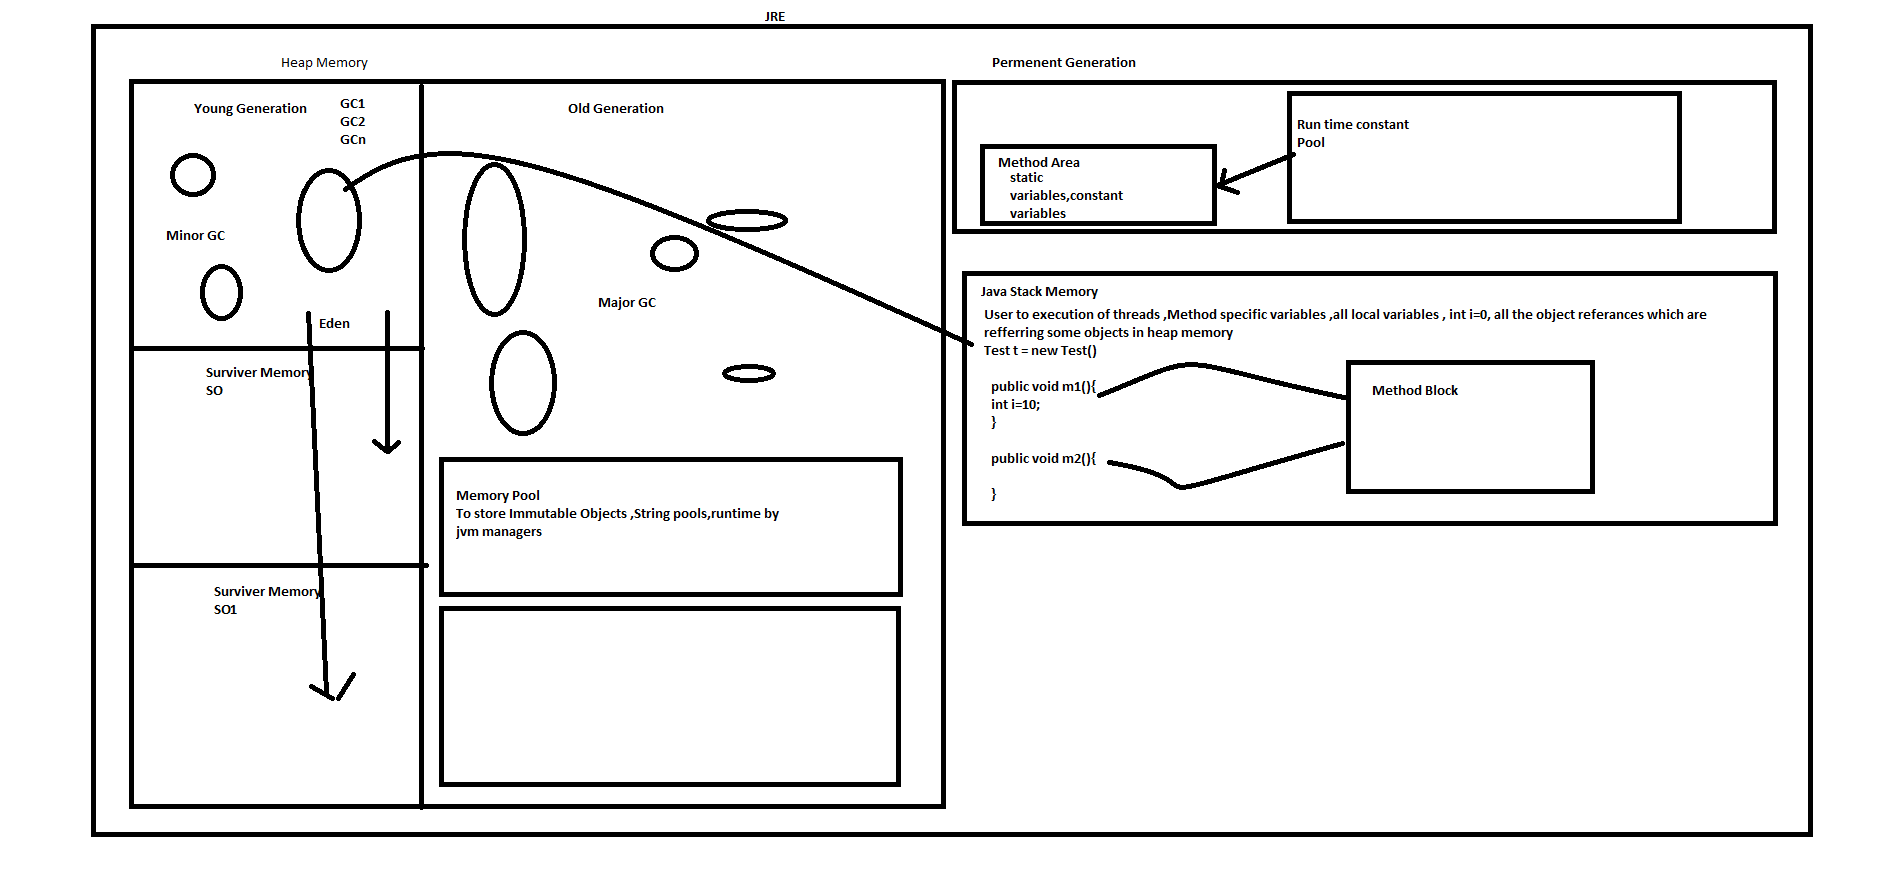 JRE
Heap Memory
Young Generation
GC1
GC2
GCn
Minor GC
Eden
Surviver Memory
SO
Surviver Memory
SO1
Old Generation
Major GC
Memory Pool
To store Immutable Objects ,String pools,runtime by
jvm managers
Permenent Generation
Method Area
static
variables,constant
variables
Run time constant
Pool
Java Stack Memory
User to execution of threads ,Method specific variables ,all local variables , int i=0, all the object referances which are
refferring some objects in heap memory
Test t = new Test()
public void m1(){
int i=10;
}
public void m2(){
}
Method Block